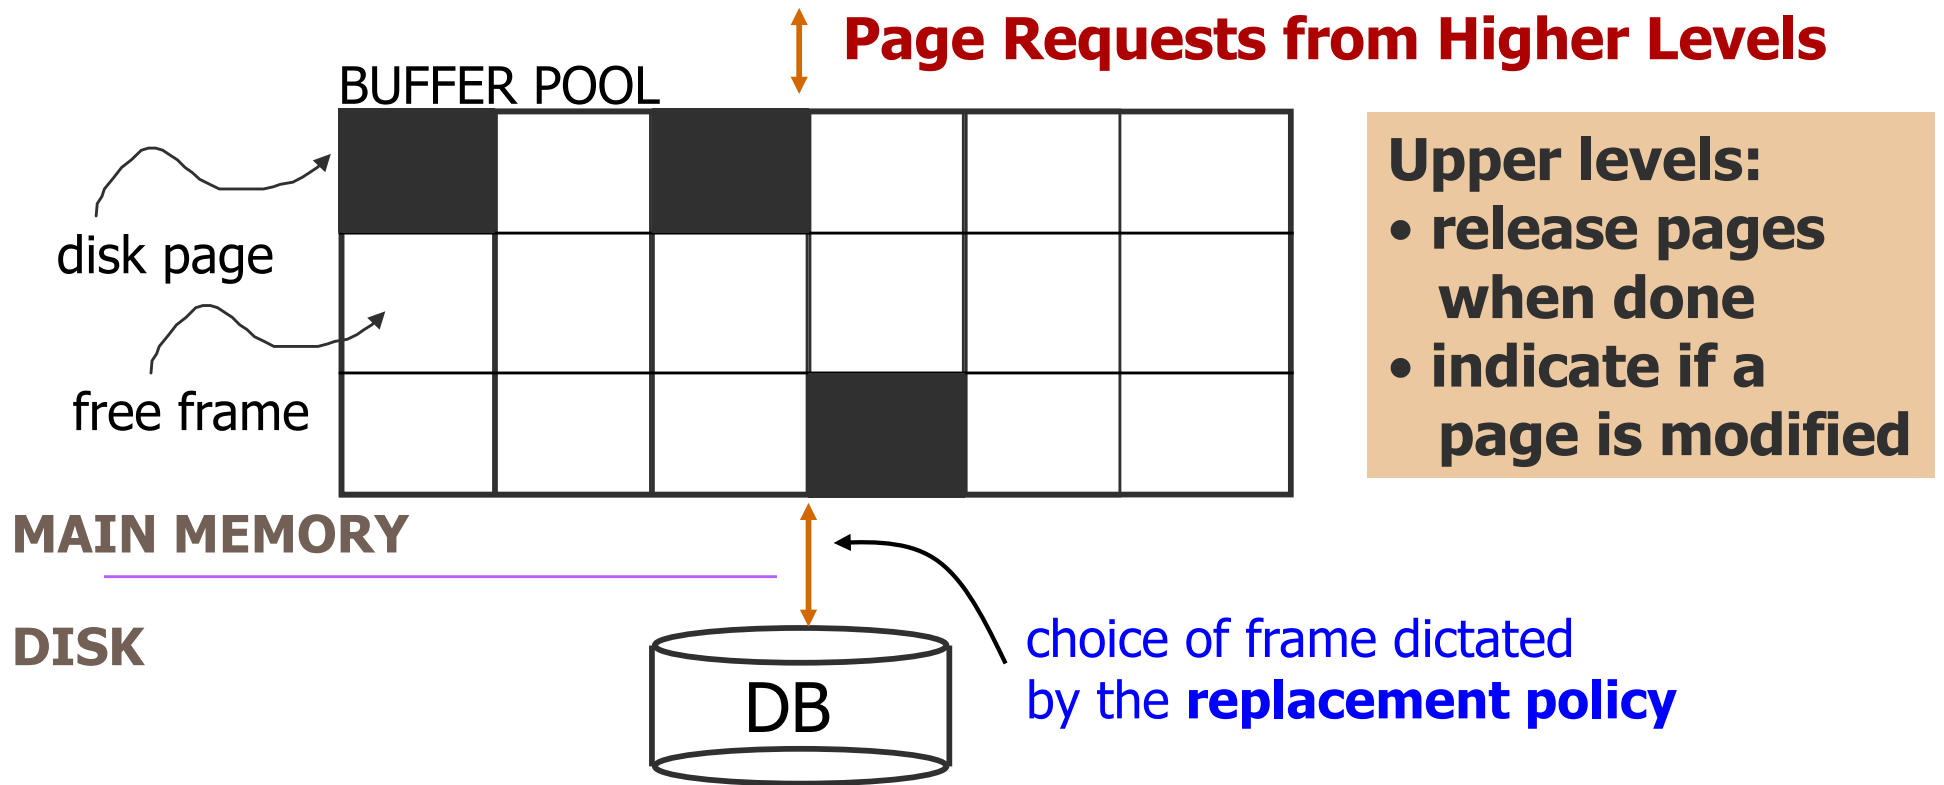 Page Requests from Higher Levels
BUFFER POOL
disk page
free frame
Upper levels:
• release pages
when done
• indicate if a
page is modified
MAIN MEMORY
DISK
DB
choice of frame dictated
by the replacement policy